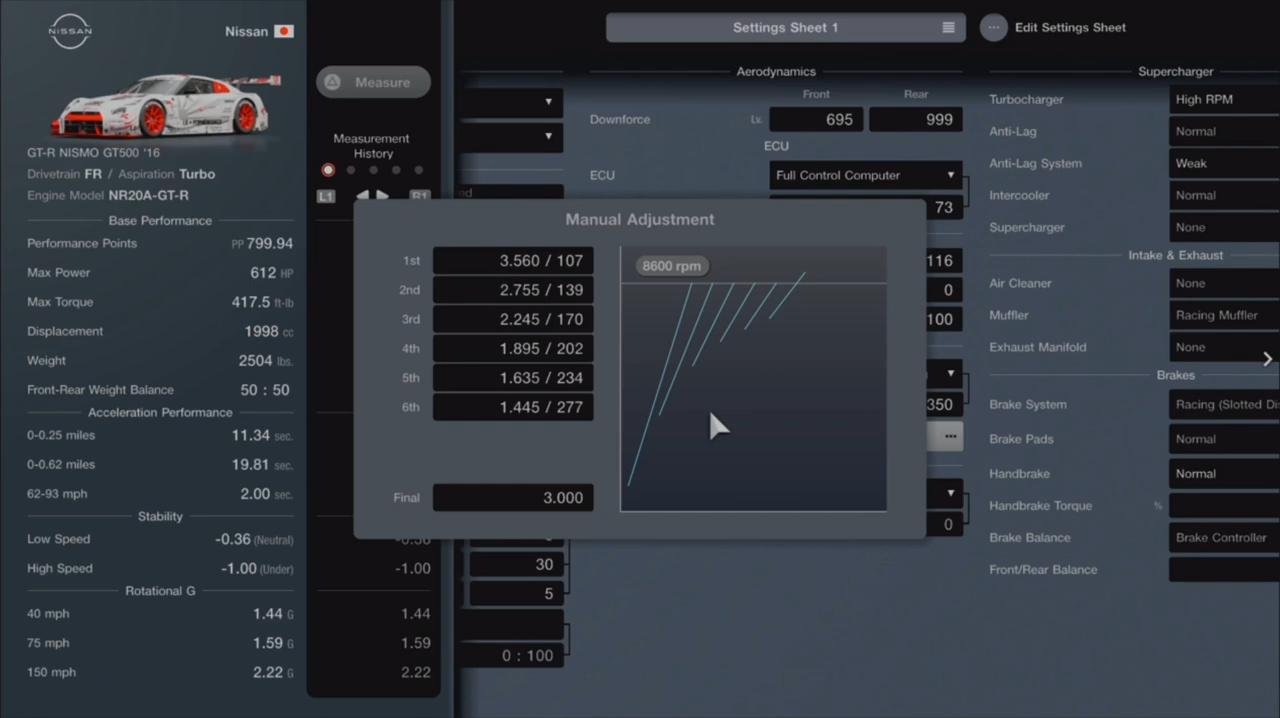 NISSAN
Nissan
GT-R NISMO GT500 '16
Drivetrain FR / Aspiration Turbo
Engine Model NR20A-GT-R
Base Performance
Performance Points PP 799.94
Max Power 612 HP
Max Torque 417.5 ft-lb
Displacement 1998 cc
Weight 2504 lbs.
Front-Rear Weight Balance 50 : 50
Acceleration Performance
0-0.25 miles 11.34 sec.
0-0.62 miles 19.81 sec.
62-93 mph 2.00 sec.
Stability
Low Speed -0.36 (Neutral)
High Speed -1.00 (Under)
Rotational G
40 mph 1.44 G
75 mph 1.59 G
150 mph 2.22 G
Measure
Measurement
History
L1 R1
-0.36
-1.00
1.44
1.59
2.22
Settings Sheet 1
Edit Settings Sheet
Aerodynamics
Front Rear
Downforce Lv. 695 999
ECU
ECU Full Control Computer
73
116
0
100
350
0
30
5
0 : 100
Manual Adjustment
1st 3.560 / 107
2nd 2.755 / 139
3rd 2.245 / 170
4th 1.895 / 202
5th 1.635 / 234
6th 1.445 / 277
Final 3.000
8600 rpm
Supercharger
Turbocharger High RPM
Anti-Lag Normal
Anti-Lag System Weak
Intercooler Normal
Supercharger None
Intake & Exhaust
Air Cleaner None
Muffler Racing Muffler
Exhaust Manifold None
Brakes
Brake System Racing (Slotted Di
Brake Pads Normal
Handbrake Normal
Handbrake Torque %
Brake Balance Brake Controller
Front/Rear Balance